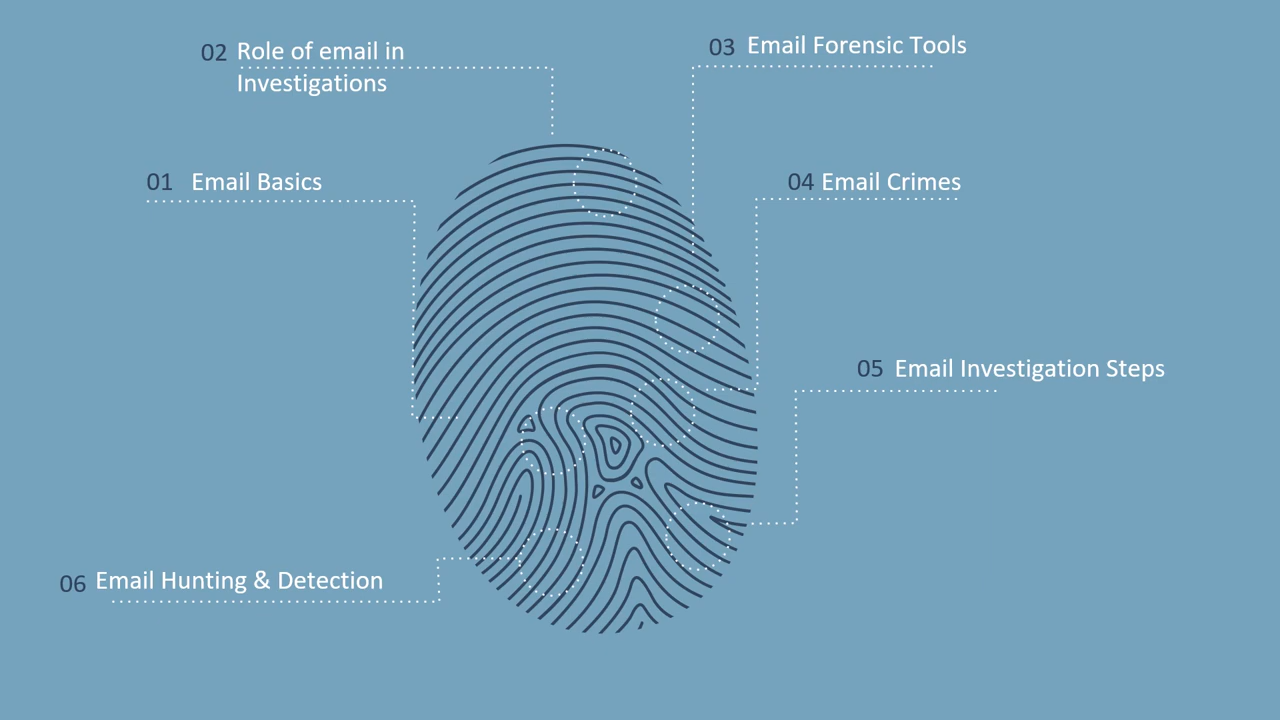 02 Role of email in
Investigations
03 Email Forensic Tools
01 Email Basics
04 Email Crimes
05 Email Investigation Steps
06 Email Hunting & Detection